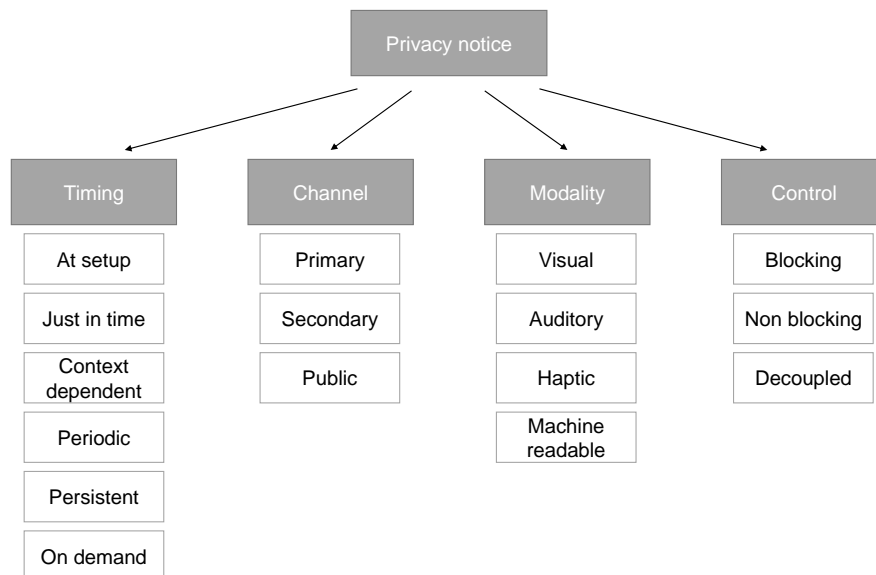 Privacy notice
Timing
Channel
Modality
Control
At setup
Primary
Visual
Blocking
Just in time
Secondary
Auditory
Non blocking
Context
dependent
Public
Haptic
Decoupled
Periodic
Machine
readable
Persistent
On demand